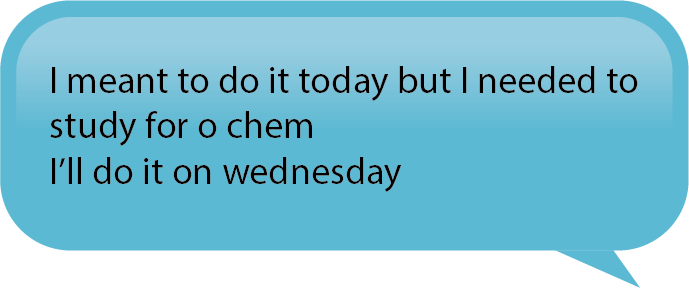 I meant to do it today but I needed to
study for o chem
I’ll do it on wednesday